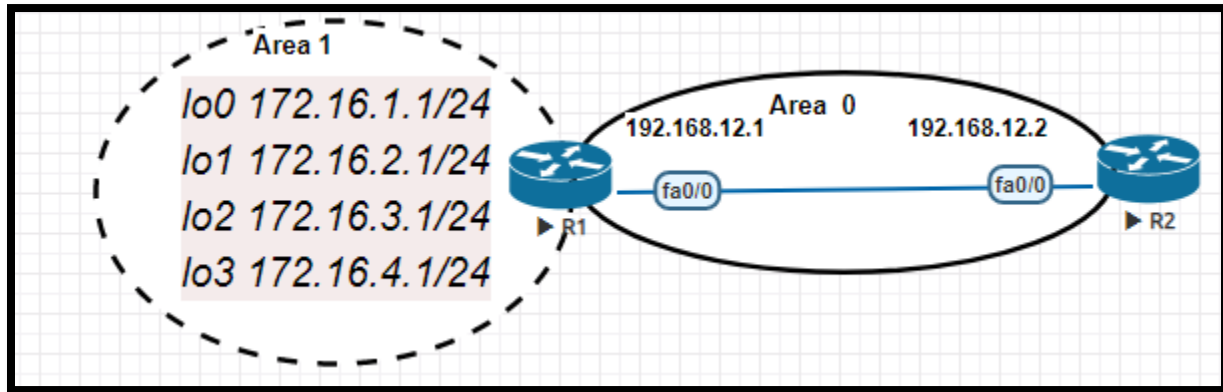 Area 1
lo0 172.16.1.1/24
lo1 172.16.2.1/24
lo2 172.16.3.1/24
lo3 172.16.4.1/24
R1
Area 0
192.168.12.1
192.168.12.2
fa0/0
fa0/0
R2